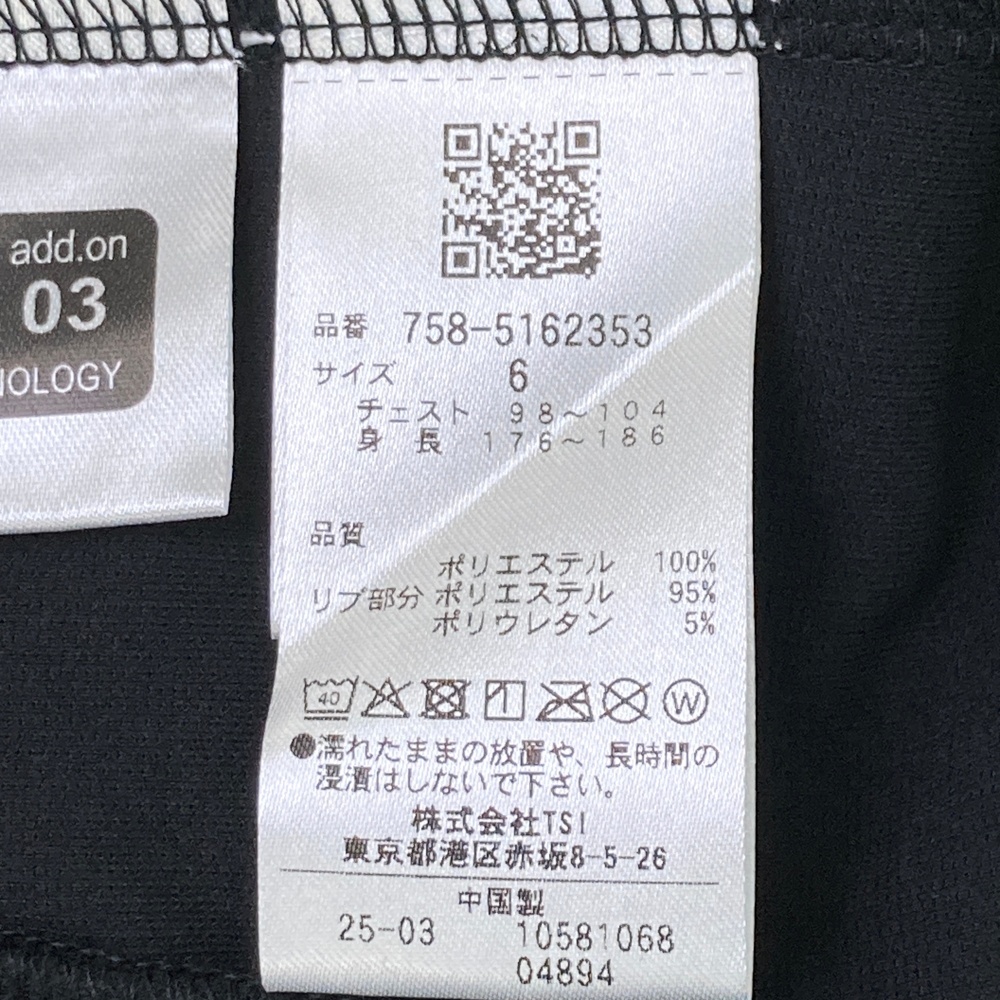 add.on
03
NOLOGY
品番 758-5162353
サイズ 6
チェスト 98~104
身長 176~186
品質
ポリエステル 100%
リブ部分 ポリエステル 95%
ポリウレタン 5%
40
W
●濡れたままの放置や、長時間の
浸漬はしないで下さい。
株式会社TSI
東京都港区赤坂8-5-26
中国製
25-03 10581068
04894